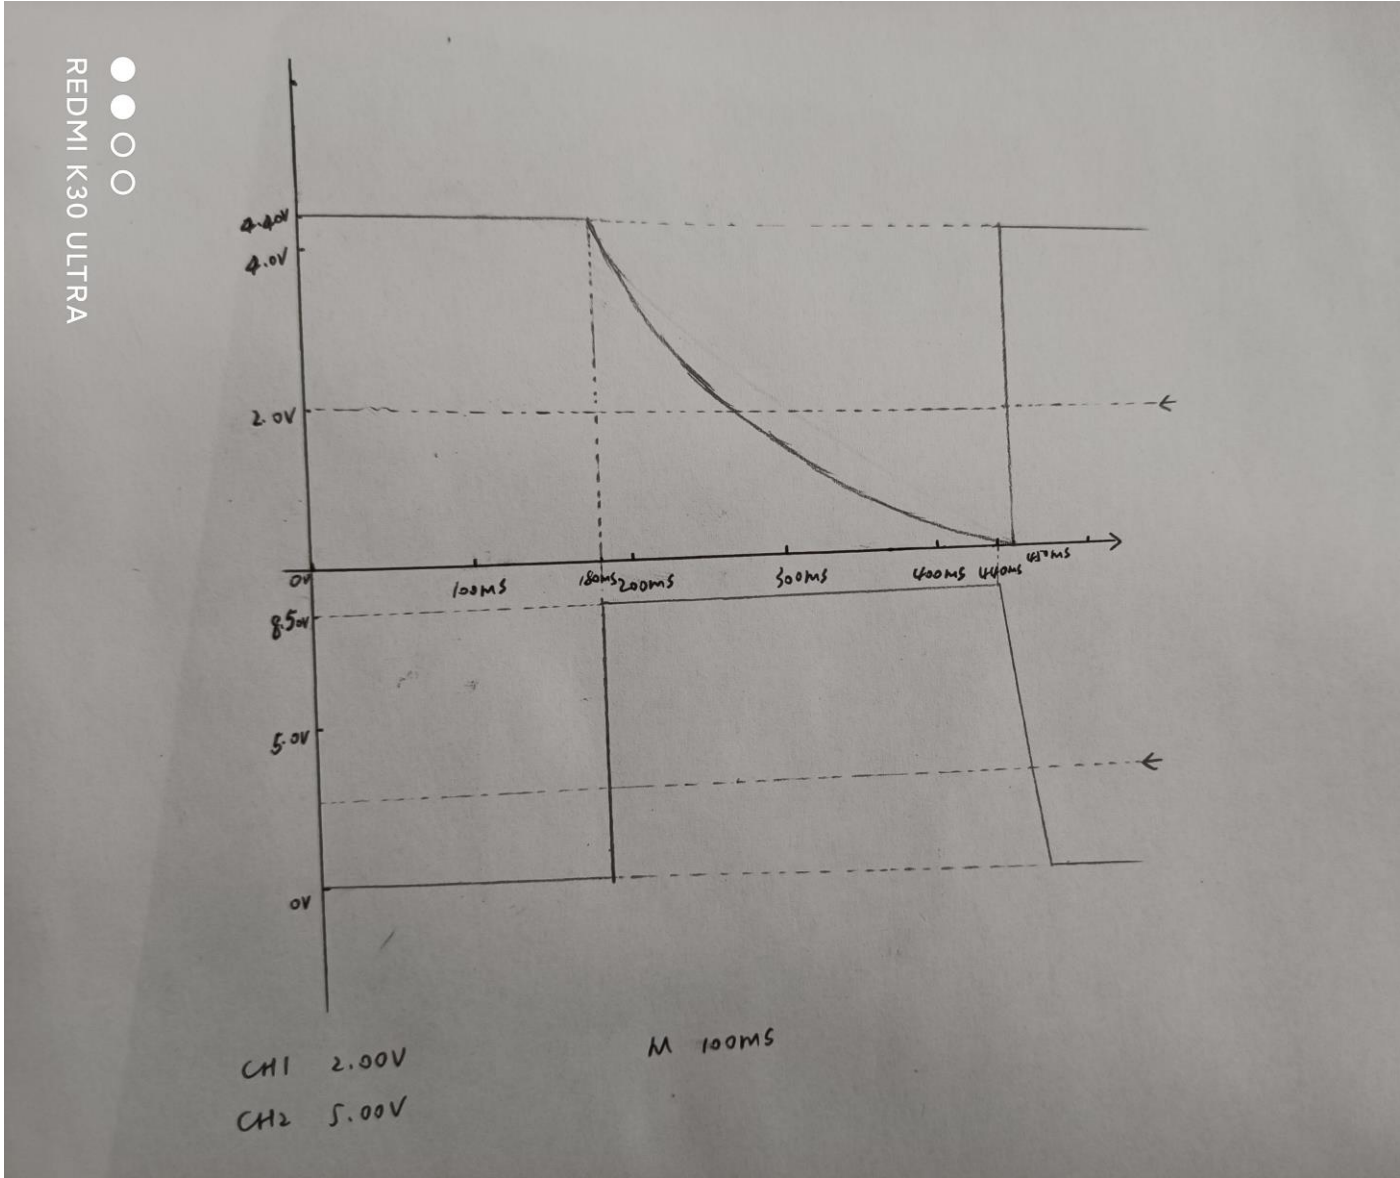 REDMI K30 ULTRA
4.40V
4.0V
2.0V
0V
100ms 180ms 200ms 300ms 400ms 440ms 450ms
8.50V
5.0V
0V
CH1 2.00V
M 100ms
CH2 5.00V